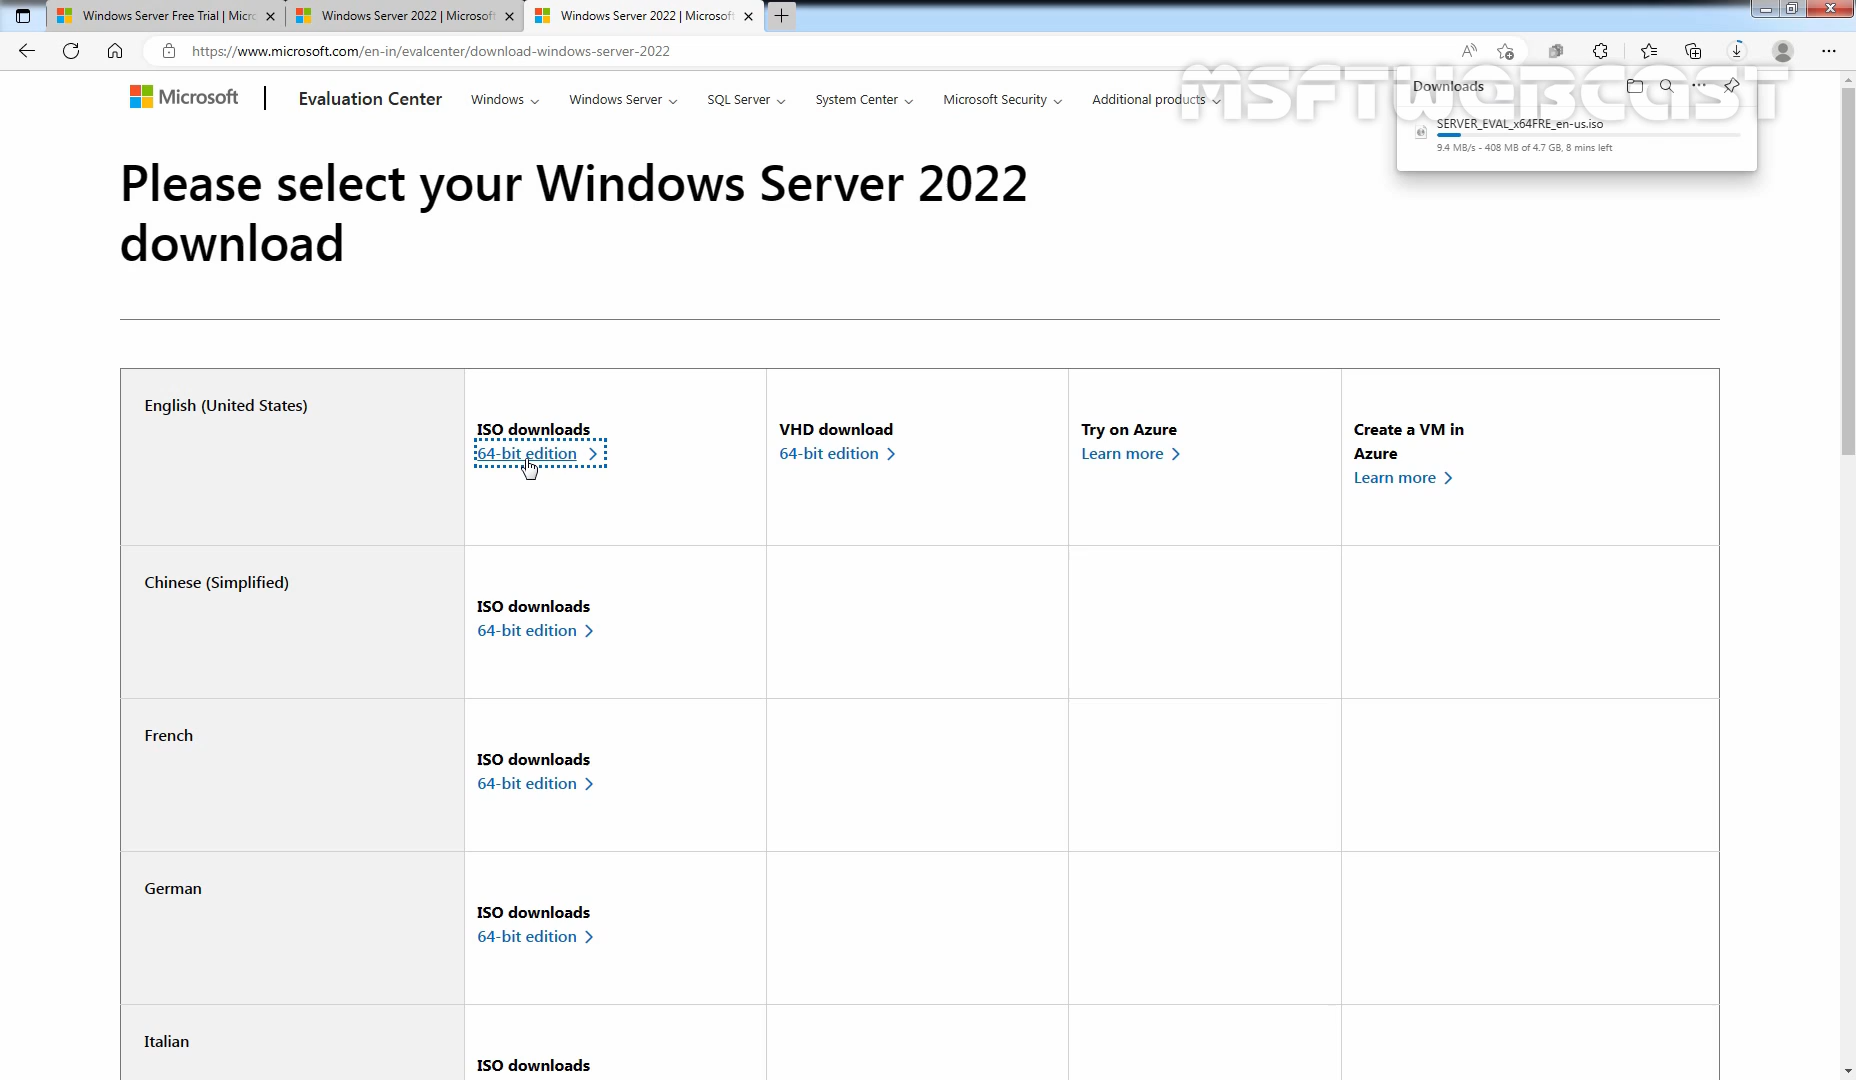 Windows Server Free Trial | Micr
Windows Server 2022 | Microsoft
Windows Server 2022 | Microsoft
https://www.microsoft.com/en-in/evalcenter/download-windows-server-2022
Microsoft
Evaluation Center
Windows
Windows Server
SQL Server
System Center
Microsoft Security
Additional products
MSFTWEBCAST
Downloads
SERVER_EVAL_x64FRE_en-us.iso
9.4 MB/s - 408 MB of 4.7 GB, 8 mins left
Please select your Windows Server 2022
download
English (United States)
ISO downloads
64-bit edition
VHD download
64-bit edition
Try on Azure
Learn more
Create a VM in
Azure
Learn more
Chinese (Simplified)
ISO downloads
64-bit edition
French
ISO downloads
64-bit edition
German
ISO downloads
64-bit edition
Italian
ISO downloads